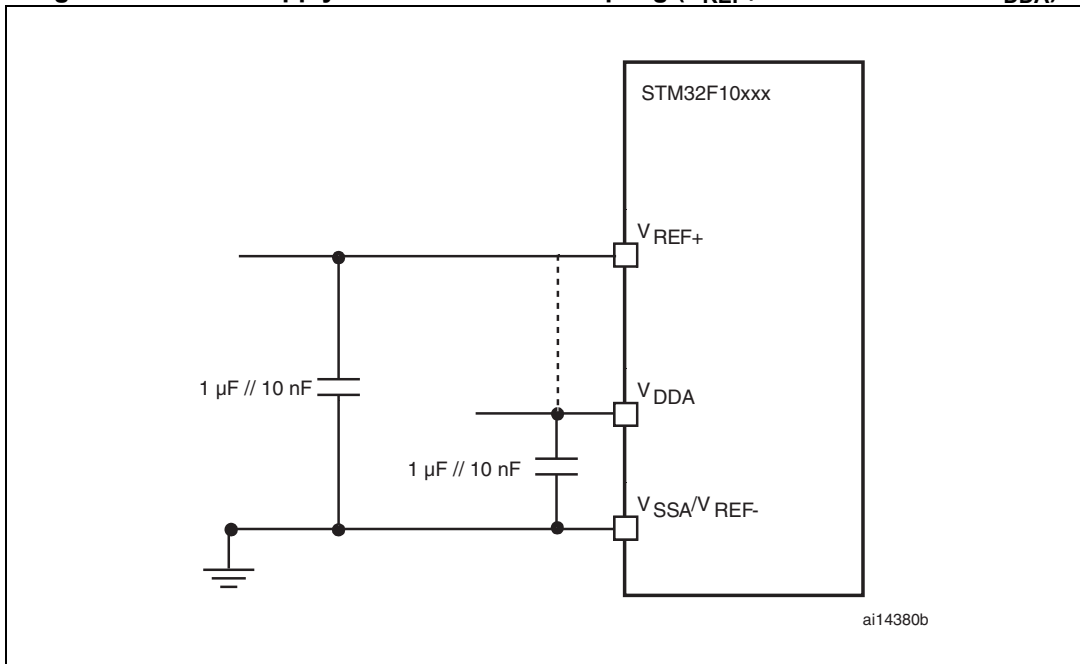 STM32F10xxx
VREF+
1 µF // 10 nF
VDDA
1 µF // 10 nF
VSSA/VREF-
ai14380b